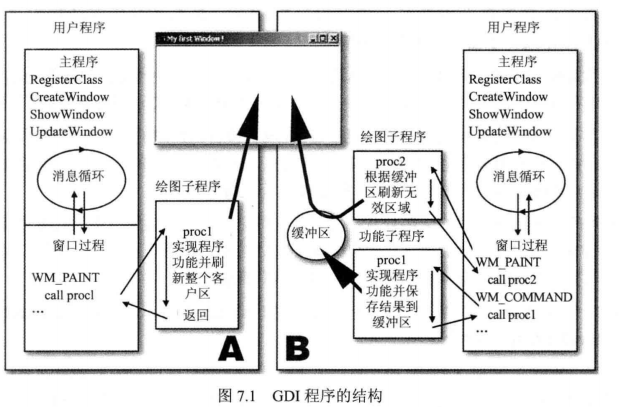 用户程序
主程序
RegisterClass
CreateWindow
ShowWindow
UpdateWindow
消息循环
窗口过程
WM_PAINT
call proc1
...
绘图子程序
proc1
实现程序
功能并刷
新整个客
户区
返回
A
My first Window!
B
用户程序
绘图子程序
proc2
根据缓冲
区刷新无
效区域
缓冲区
功能子程序
proc1
实现程序
功能并保
存结果到
缓冲区
主程序
RegisterClass
CreateWindow
ShowWindow
UpdateWindow
消息循环
窗口过程
WM_PAINT
call proc2
WM_COMMAND
call proc1
...
图 7.1 GDI 程序的结构